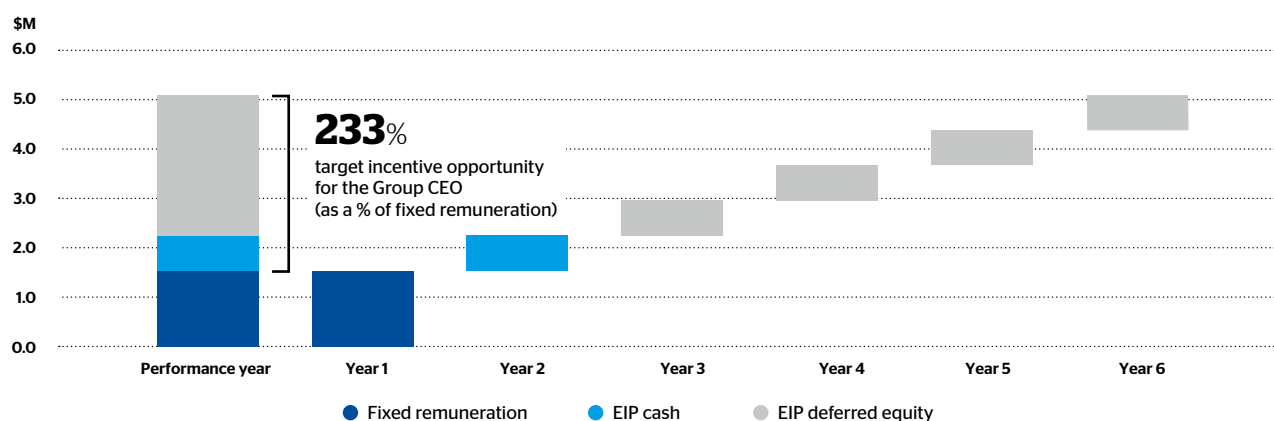 $M
6.0
5.0
4.0
3.0
2.0
1.0
0.0
233%
target incentive opportunity
for the Group CEO
(as a % of fixed remuneration)
Performance year Year 1 Year 2 Year 3 Year 4 Year 5 Year 6
Fixed remuneration EIP cash EIP deferred equity